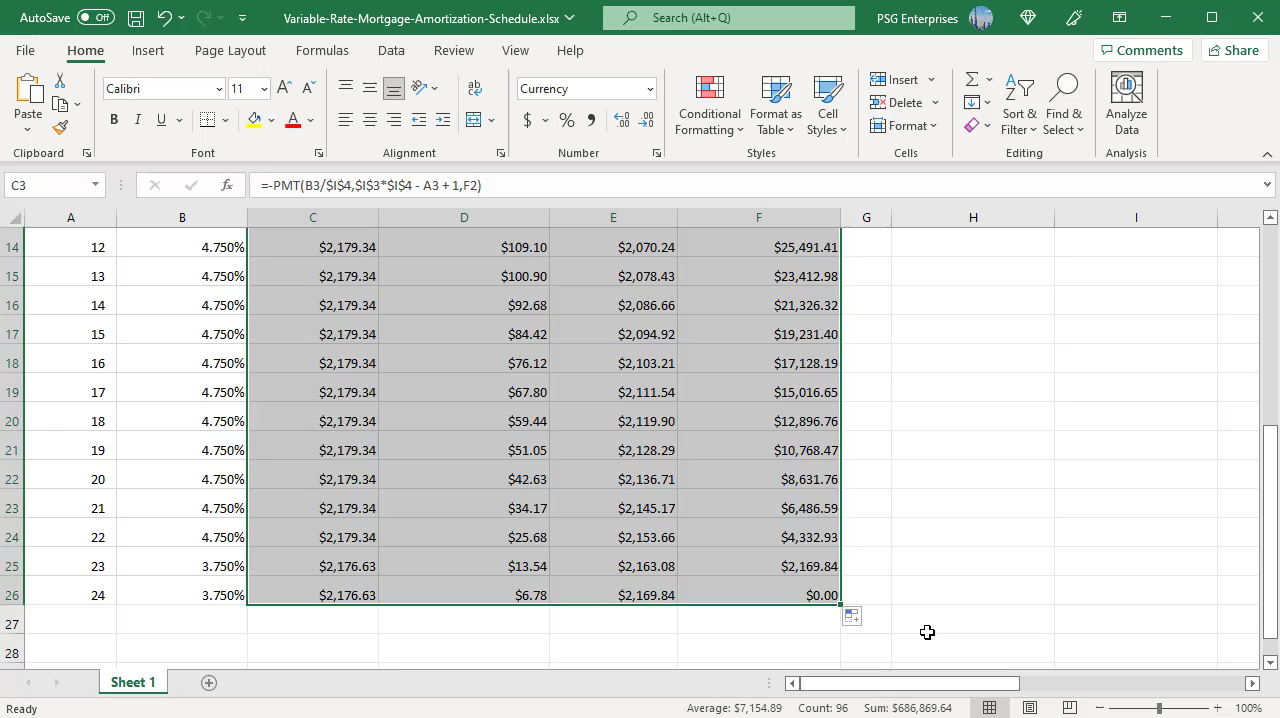 AutoSave Off Variable-Rate-Mortgage-Amortization-Schedule.xlsx Search (Alt+Q) PSG Enterprises
File Home Insert Page Layout Formulas Data Review View Help Comments Share
Paste Calibri 11 Currency Conditional Formatting Format as Table Cell Styles Insert Delete Format Sort & Filter Find & Select Analyze Data
B I U A $ % , ab
Clipboard Font Alignment Number Styles Cells Editing Analysis
C3 fx =-PMT(B3/$I$4,$I$3*$I$4 - A3 + 1,F2)
A B C D E F G H I
14 12 4.750% $2,179.34 $109.10 $2,070.24 $25,491.41
15 13 4.750% $2,179.34 $100.90 $2,078.43 $23,412.98
16 14 4.750% $2,179.34 $92.68 $2,086.66 $21,326.32
17 15 4.750% $2,179.34 $84.42 $2,094.92 $19,231.40
18 16 4.750% $2,179.34 $76.12 $2,103.21 $17,128.19
19 17 4.750% $2,179.34 $67.80 $2,111.54 $15,016.65
20 18 4.750% $2,179.34 $59.44 $2,119.90 $12,896.76
21 19 4.750% $2,179.34 $51.05 $2,128.29 $10,768.47
22 20 4.750% $2,179.34 $42.63 $2,136.71 $8,631.76
23 21 4.750% $2,179.34 $34.17 $2,145.17 $6,486.59
24 22 4.750% $2,179.34 $25.68 $2,153.66 $4,332.93
25 23 3.750% $2,176.63 $13.54 $2,163.08 $2,169.84
26 24 3.750% $2,176.63 $6.78 $2,169.84 $0.00
27
28
Sheet 1
Ready Average: $7,154.89 Count: 96 Sum: $686,869.64 100%